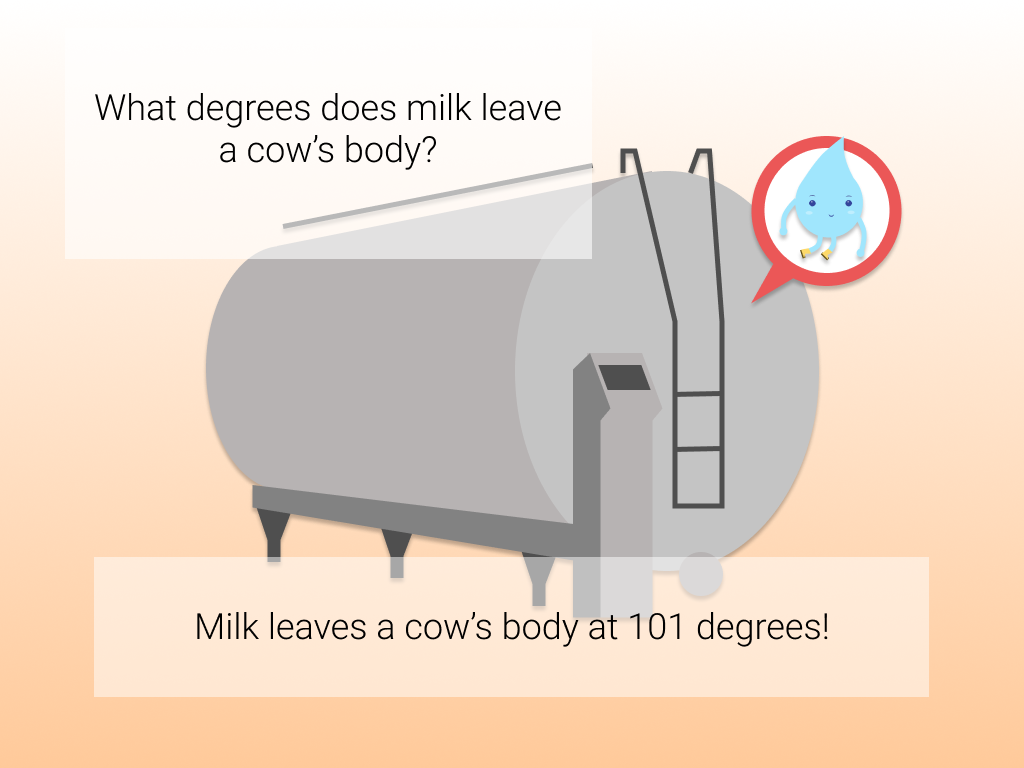 What degrees does milk leave
a cow’s body?
Milk leaves a cow’s body at 101 degrees!